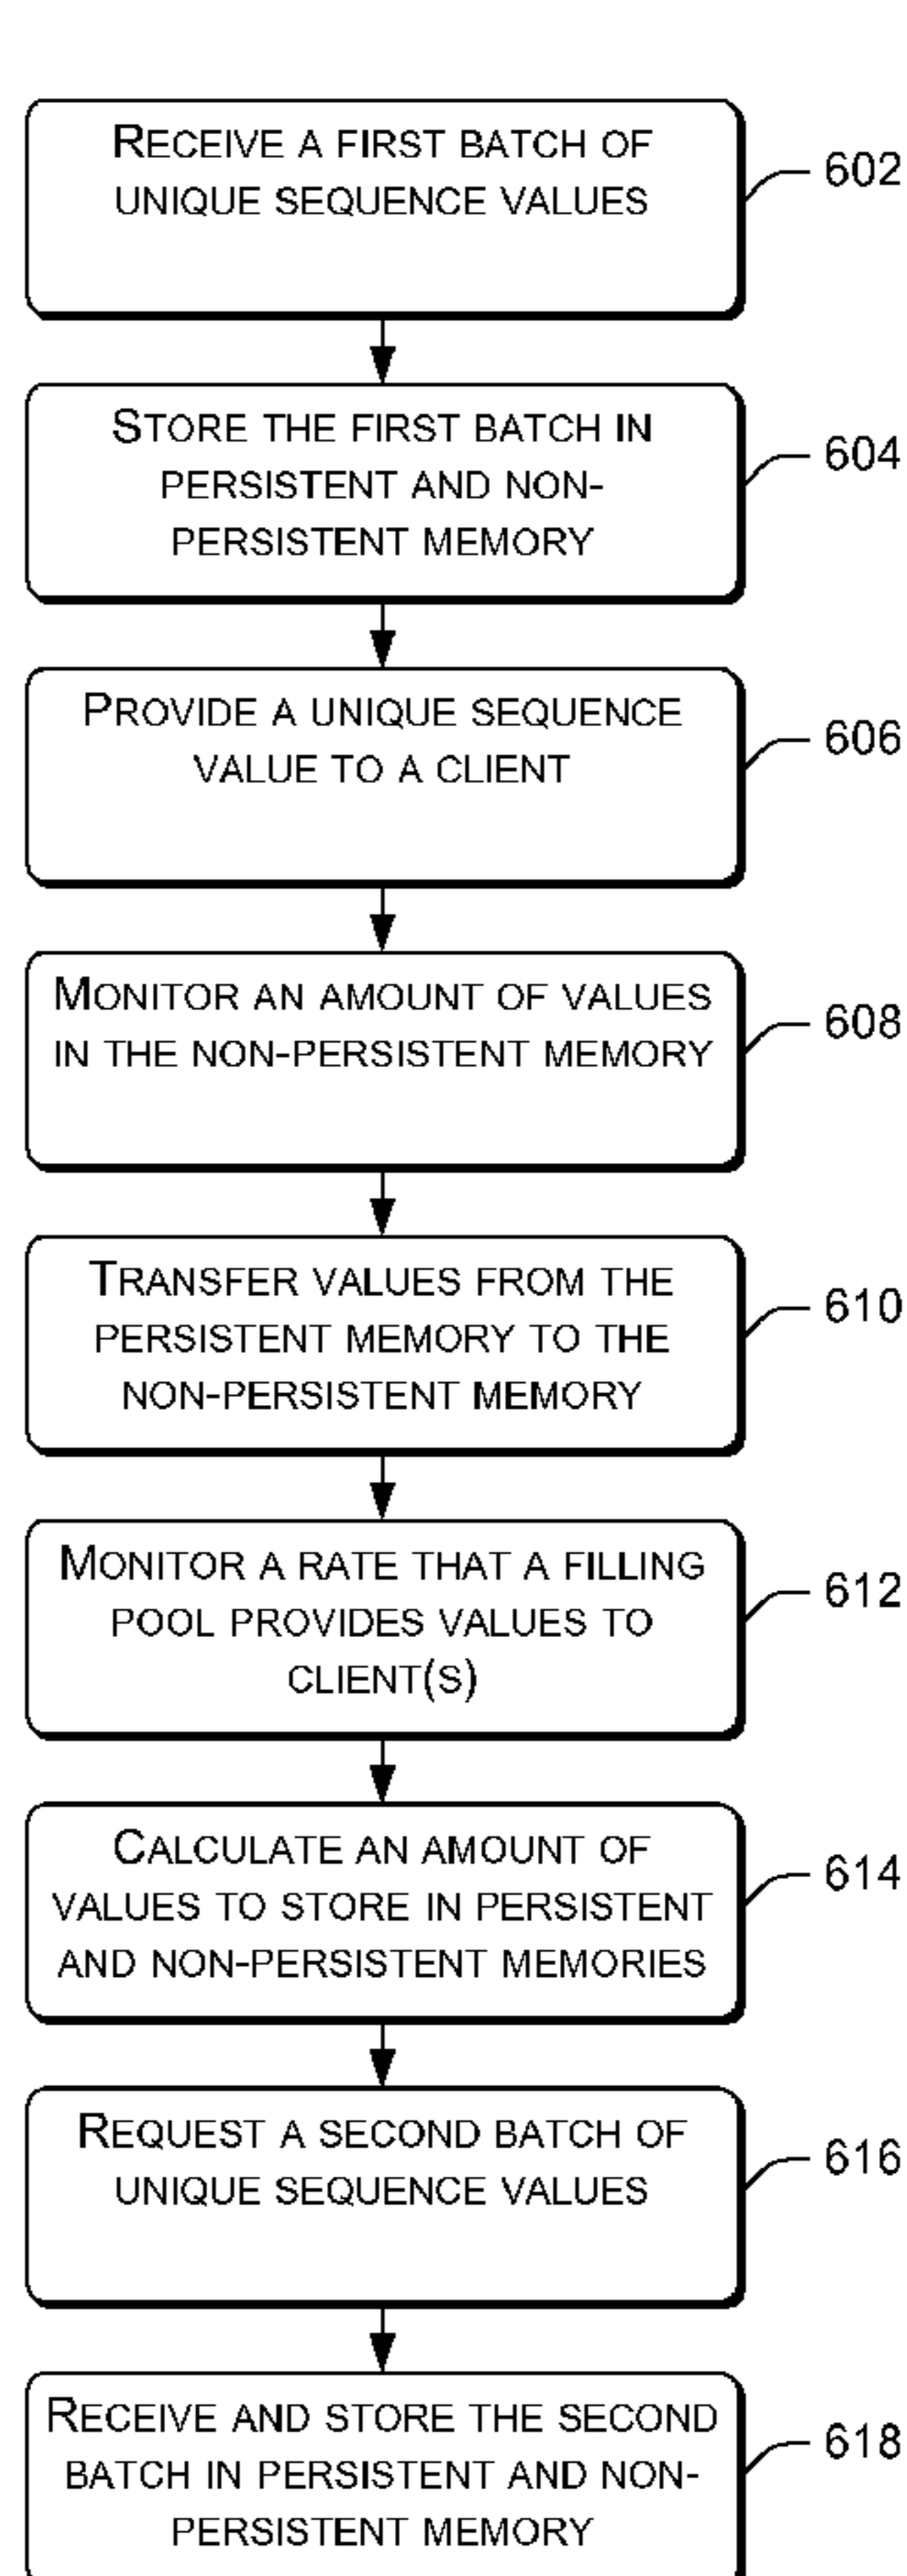 RECEIVE A FIRST BATCH OF
UNIQUE SEQUENCE VALUES
602
STORE THE FIRST BATCH IN
PERSISTENT AND NON-
PERSISTENT MEMORY
604
PROVIDE A UNIQUE SEQUENCE
VALUE TO A CLIENT
606
MONITOR AN AMOUNT OF VALUES
IN THE NON-PERSISTENT MEMORY
608
TRANSFER VALUES FROM THE
PERSISTENT MEMORY TO THE
NON-PERSISTENT MEMORY
610
MONITOR A RATE THAT A FILLING
POOL PROVIDES VALUES TO
CLIENT(S)
612
CALCULATE AN AMOUNT OF
VALUES TO STORE IN PERSISTENT
AND NON-PERSISTENT MEMORIES
614
REQUEST A SECOND BATCH OF
UNIQUE SEQUENCE VALUES
616
RECEIVE AND STORE THE SECOND
BATCH IN PERSISTENT AND NON-
PERSISTENT MEMORY
618